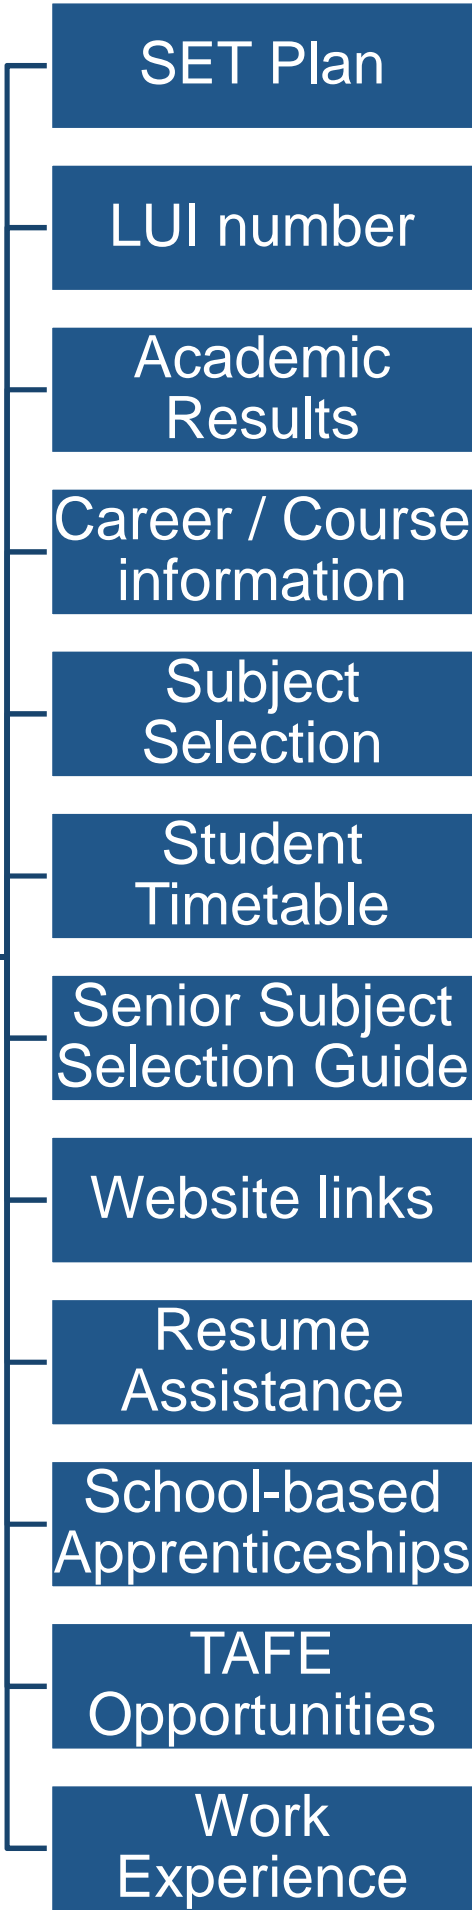 SET Plan
LUI number
Academic
Results
Career / Course
information
Subject
Selection
Student
Timetable
Senior Subject
Selection Guide
Website links
Resume
Assistance
School-based
Apprenticeships
TAFE
Opportunities
Work
Experience